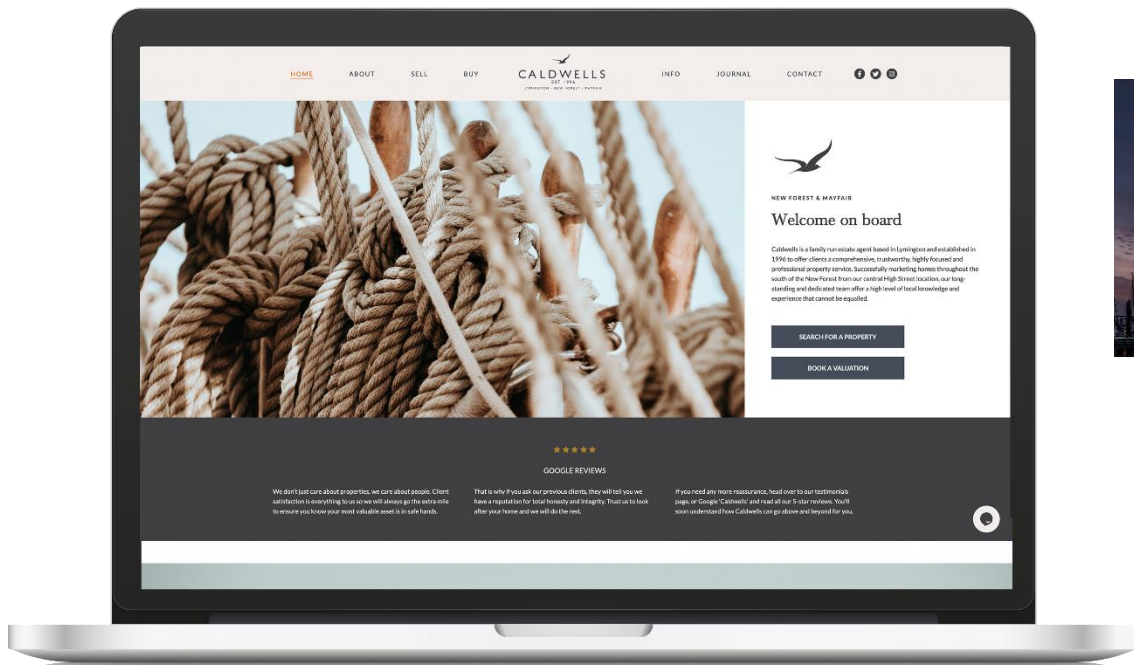 HOME ABOUT SELL BUY CALDWELLS INFO JOURNAL CONTACT
EST 1996
LYMINGTON · NEW FOREST · MAYFAIR
NEW FOREST & MAYFAIR
Welcome on board
Caldwells is a family run estate agent based in Lymington and established in
1996 to offer clients a comprehensive, trustworthy, highly focused and
professional property service. Successfully marketing homes throughout the
south of the New Forest from our central High Street location, our long-
standing and dedicated team offer a high level of local knowledge and
experience that cannot be equalled.
SEARCH FOR A PROPERTY
BOOK A VALUATION
GOOGLE REVIEWS
We don't just care about properties, we care about people. Client
satisfaction is everything to us so we will always go the extra mile
to ensure you know your most valuable asset is in safe hands.
That is why if you ask our previous clients, they will tell you we
have a reputation for total honesty and integrity. Trust us to look
after your home and we will do the rest.
If you need any more reassurance, head over to our testimonials
page, or Google 'Caldwells' and read all our 5-star reviews. You'll
soon understand how Caldwells can go above and beyond for you.